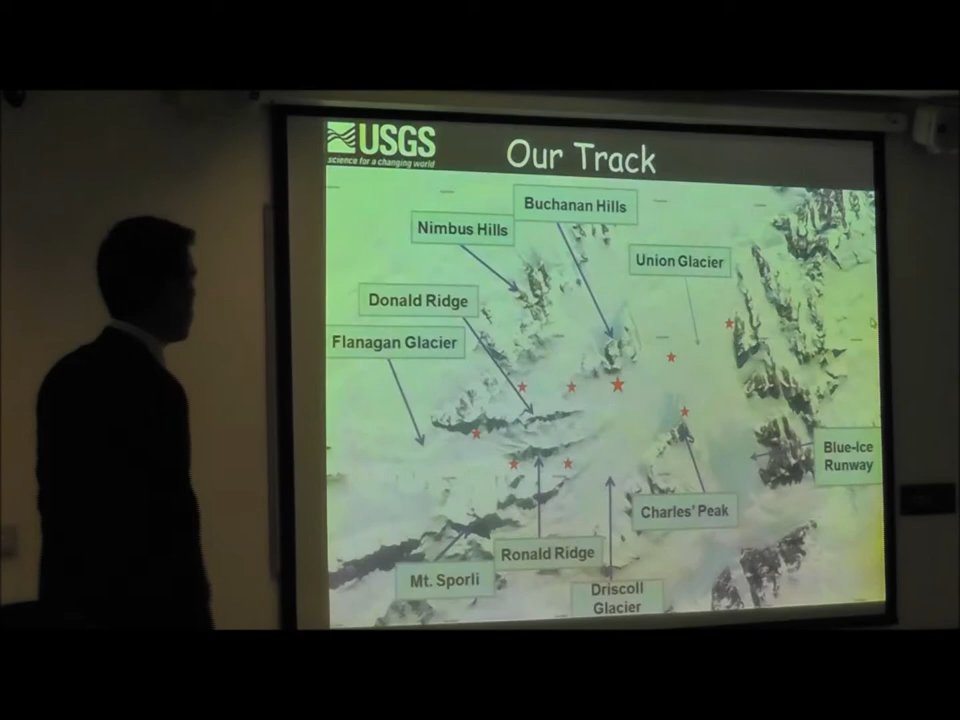 USGS
science for a changing world
Our Track
Buchanan Hills
Nimbus Hills
Union Glacier
Donald Ridge
Flanagan Glacier
Blue-Ice
Runway
Charles' Peak
Ronald Ridge
Mt. Sporli
Driscoll
Glacier